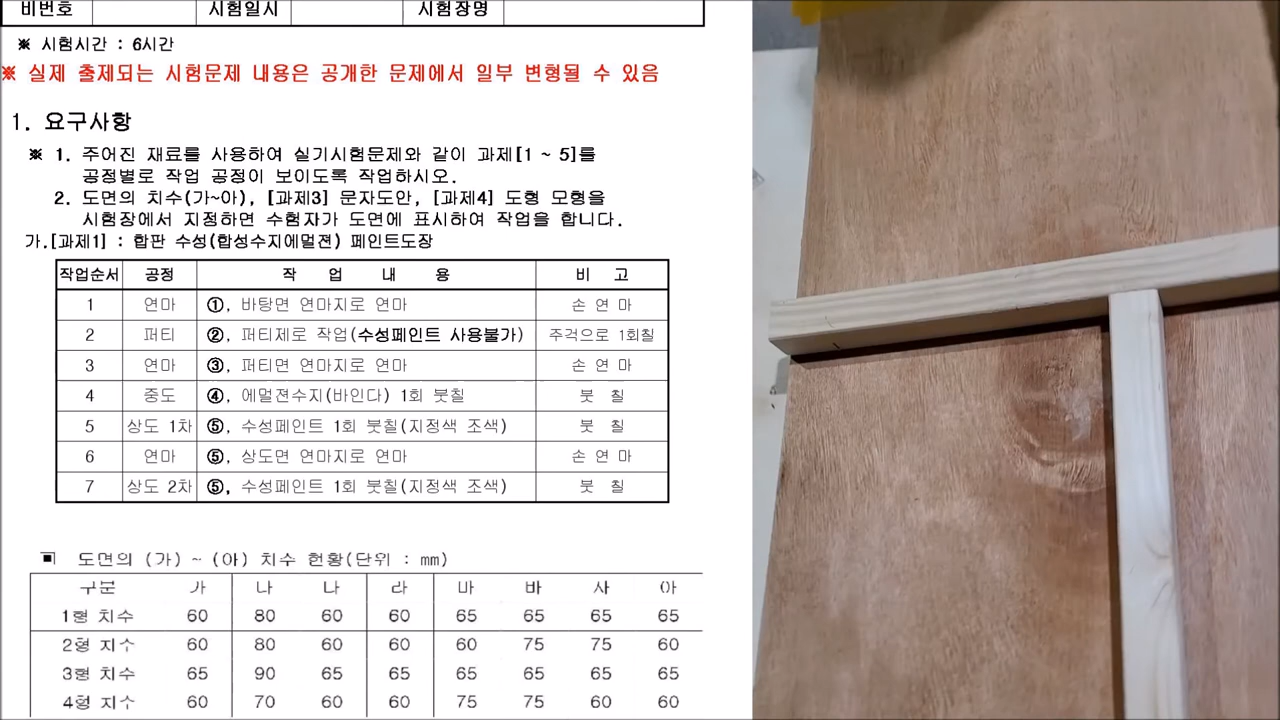 비번호 시험일시 시험장명
※ 시험시간 : 6시간
※ 실제 출제되는 시험문제 내용은 공개한 문제에서 일부 변형될 수 있음
1. 요구사항
※ 1. 주어진 재료를 사용하여 실기시험문제와 같이 과제[1 ~ 5]를
공정별로 작업 공정이 보이도록 작업하시오.
2. 도면의 치수(가~아), [과제3] 문자도안, [과제4] 도형 모형을
시험장에서 지정하면 수험자가 도면에 표시하여 작업을 합니다.
가.[과제1] : 합판 수성(합성수지에멀젼) 페인트도장
작업순서 공정 작 업 내 용 비 고
1 연마 ①, 바탕면 연마지로 연마 손 연 마
2 퍼티 ②, 퍼티제로 작업(수성페인트 사용불가) 주걱으로 1회칠
3 연마 ③, 퍼티면 연마지로 연마 손 연 마
4 중도 ④, 에멀젼수지(바인다) 1회 붓칠 붓 칠
5 상도 1차 ⑤, 수성페인트 1회 붓칠(지정색 조색) 붓 칠
6 연마 ⑤, 상도면 연마지로 연마 손 연 마
7 상도 2차 ⑤, 수성페인트 1회 붓칠(지정색 조색) 붓 칠
▣ 도면의 (가) ~ (아) 치수 현황(단위 : mm)
구분 가 나 다 라 마 바 사 아
1형 치수 60 80 60 60 65 65 65 65
2형 치수 60 80 60 60 60 75 75 60
3형 치수 65 90 65 65 65 65 65 65
4형 치수 60 70 60 60 75 75 60 60